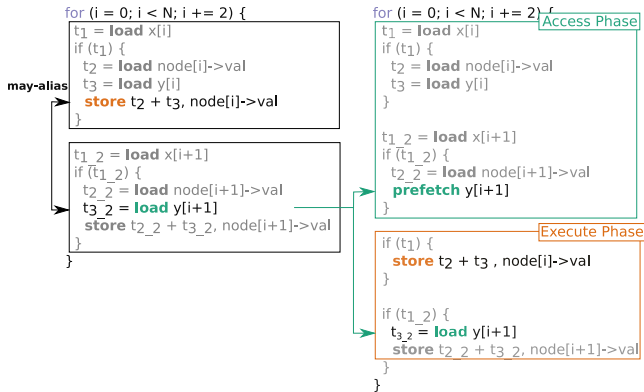 for (i = 0; i < N; i += 2) {
t1 = load x[i]
if (t1) {
t2 = load node[i]->val
t3 = load y[i]
may-alias
store t2 + t3, node[i]->val
}
t1_2 = load x[i+1]
if (t1_2) {
t2_2 = load node[i+1]->val
t3_2 = load y[i+1]
store t2_2 + t3_2, node[i+1]->val
}
}
for (i = 0; i < N; i += 2) {
Access Phase
t1 = load x[i]
if (t1) {
t2 = load node[i]->val
t3 = load y[i]
}
t1_2 = load x[i+1]
if (t1_2) {
t2_2 = load node[i+1]->val
prefetch y[i+1]
}
Execute Phase
if (t1) {
store t2 + t3 , node[i]->val
}
if (t1_2) {
t3_2 = load y[i+1]
store t2_2 + t3_2, node[i+1]->val
}
}